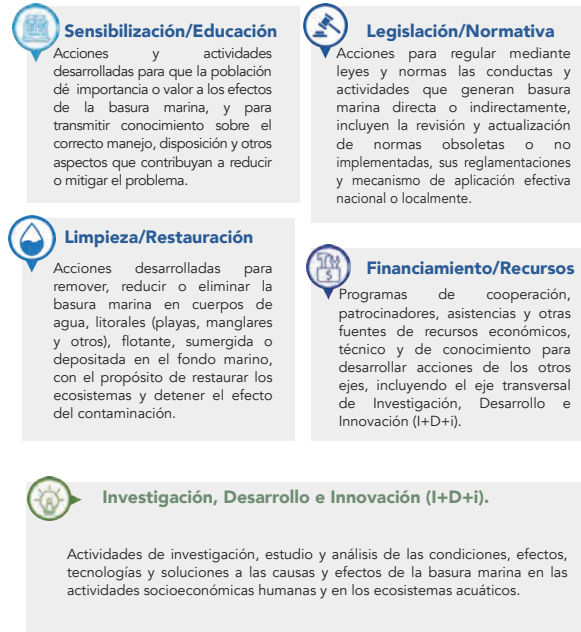 Sensibilización/Educación
Acciones y actividades
desarrolladas para que la población
dé importancia o valor a los efectos
de la basura marina, y para
transmitir conocimiento sobre el
correcto manejo, disposición y otros
aspectos que contribuyan a reducir
o mitigar el problema.
Legislación/Normativa
Acciones para regular mediante
leyes y normas las conductas y
actividades que generan basura
marina directa o indirectamente,
incluyen la revisión y actualización
de normas obsoletas o no
implementadas, sus reglamentaciones
y mecanismo de aplicación efectiva
nacional o localmente.
Limpieza/Restauración
Acciones desarrolladas para
remover, reducir o eliminar la
basura marina en cuerpos de
agua, litorales (playas, manglares
y otros), flotante, sumergida o
depositada en el fondo marino,
con el propósito de restaurar los
ecosistemas y detener el efecto
del contaminación.
Financiamiento/Recursos
Programas de cooperación,
patrocinadores, asistencias y otras
fuentes de recursos económicos,
técnico y de conocimiento para
desarrollar acciones de los otros
ejes, incluyendo el eje transversal
de Investigación, Desarrollo e
Innovación (I+D+i).
Investigación, Desarrollo e Innovación (I+D+i).
Actividades de investigación, estudio y análisis de las condiciones, efectos,
tecnologías y soluciones a las causas y efectos de la basura marina en las
actividades socioeconómicas humanas y en los ecosistemas acuáticos.